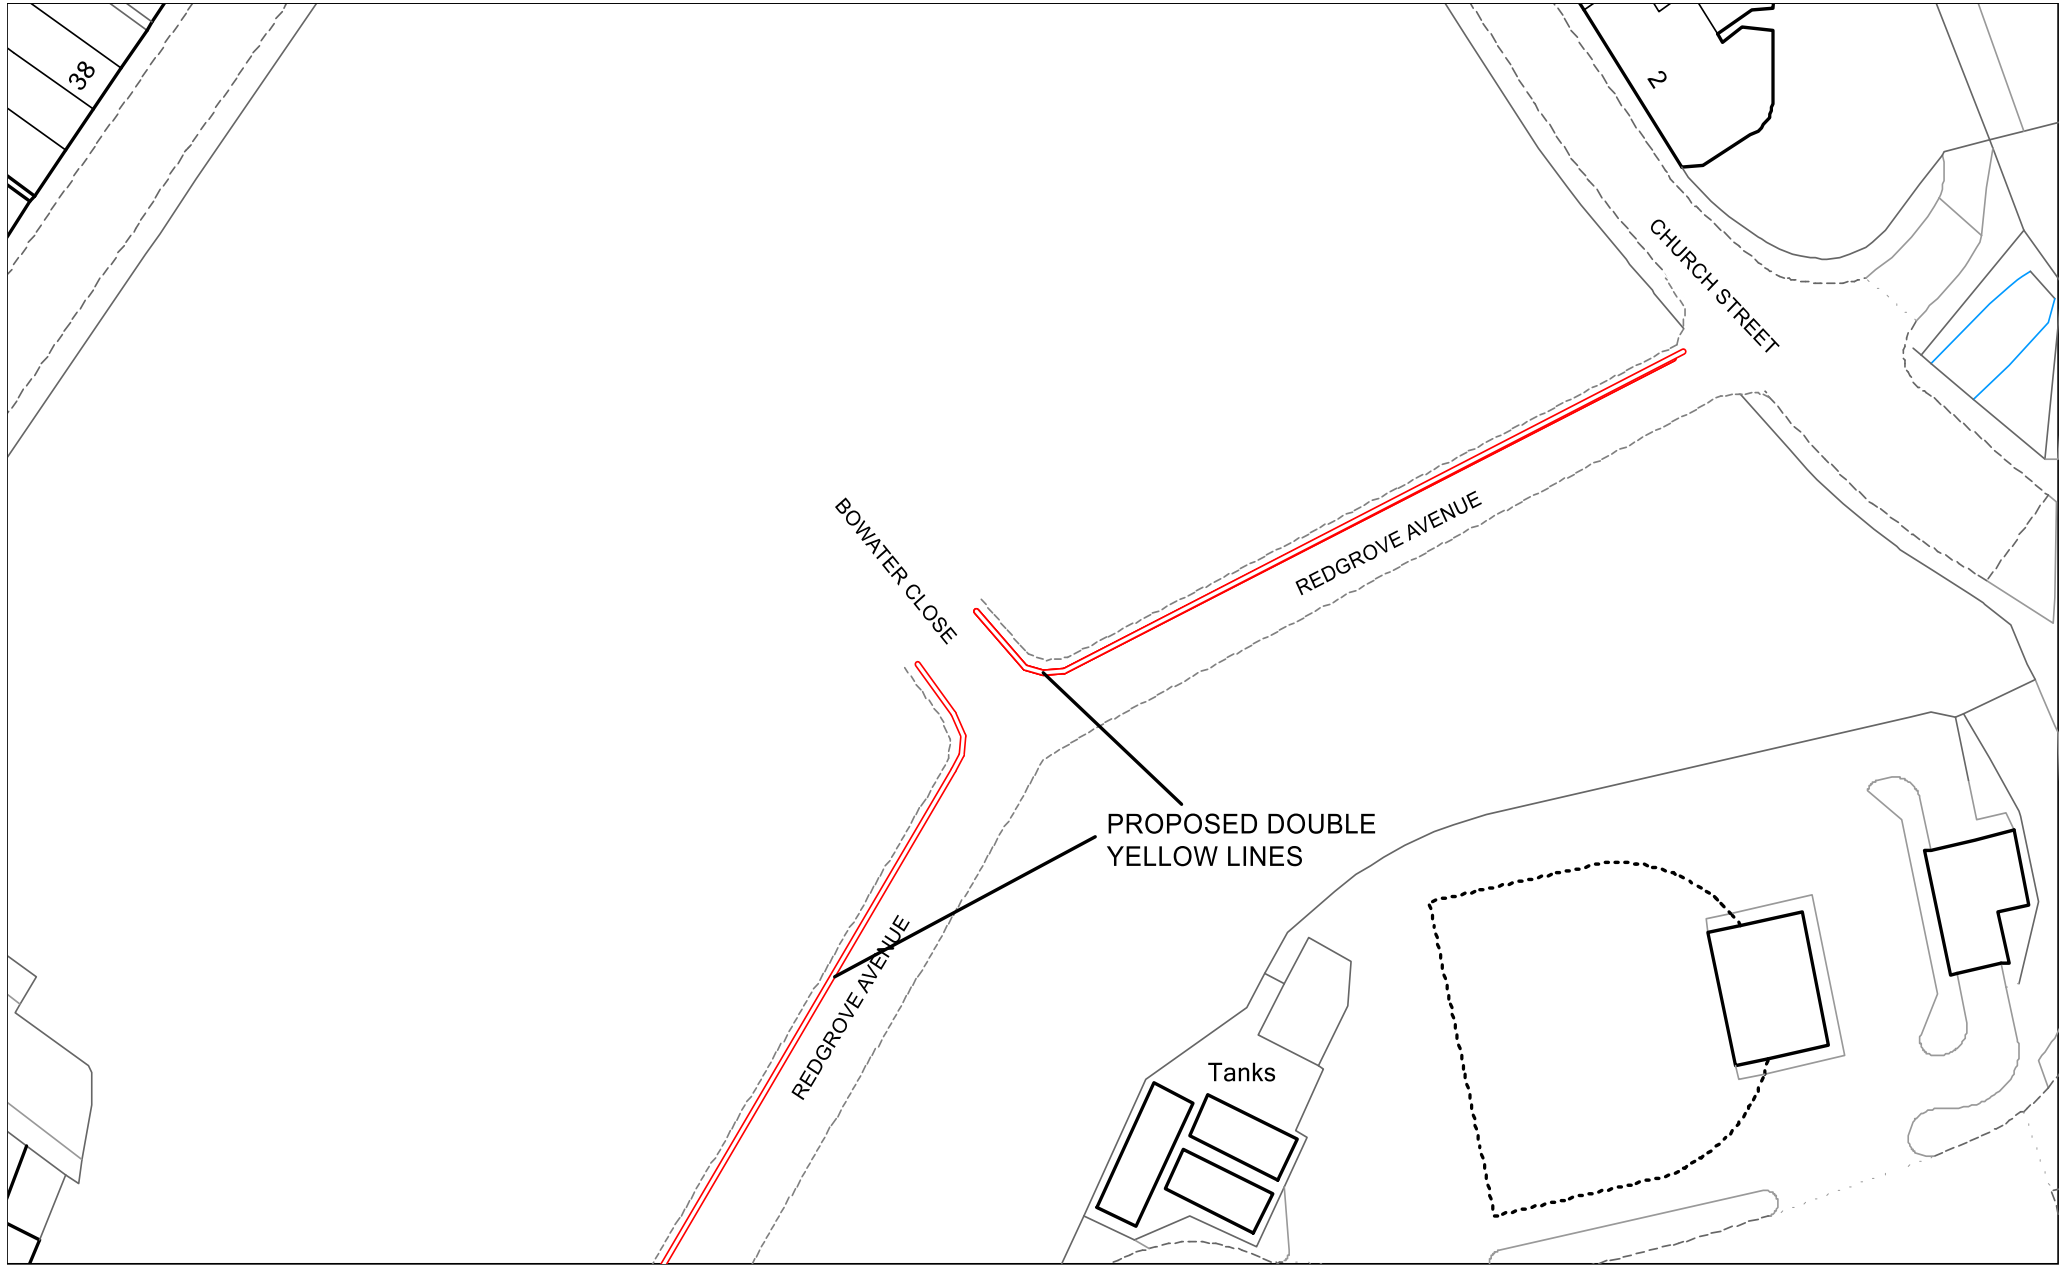 38
2
CHURCH STREET
REDGROVE AVENUE
BOWATER CLOSE
PROPOSED DOUBLE
YELLOW LINES
REDGROVE AVENUE
Tanks